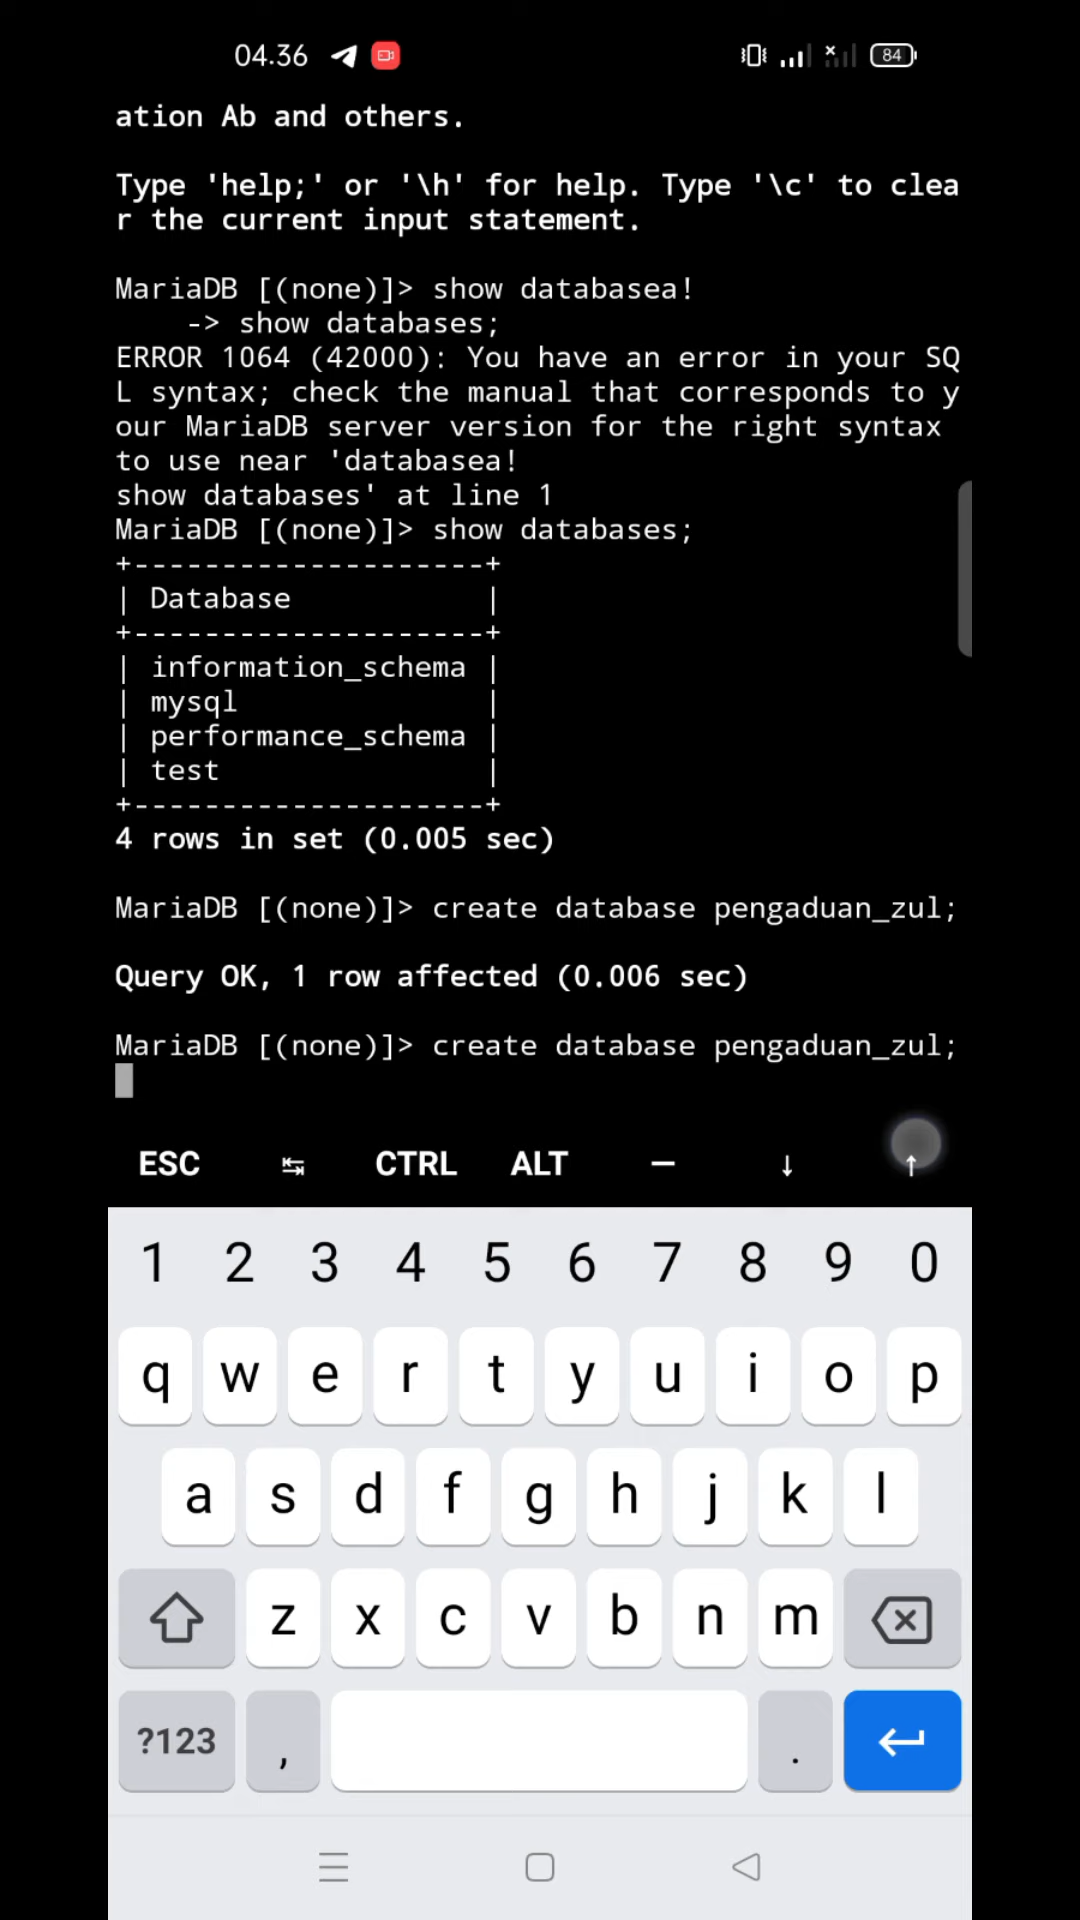 04.36
84
ation Ab and others.
Type 'help;' or '\h' for help. Type '\c' to clea
r the current input statement.
MariaDB [(none)]> show databasea!
    -> show databases;
ERROR 1064 (42000): You have an error in your SQ
L syntax; check the manual that corresponds to y
our MariaDB server version for the right syntax
to use near 'databasea!
show databases' at line 1
MariaDB [(none)]> show databases;
+--------------------+
| Database           |
+--------------------+
| information_schema |
| mysql              |
| performance_schema |
| test               |
+--------------------+
4 rows in set (0.005 sec)
MariaDB [(none)]> create database pengaduan_zul;
Query OK, 1 row affected (0.006 sec)
MariaDB [(none)]> create database pengaduan_zul;
ESC ↹ CTRL ALT — ↓ ↑
1 2 3 4 5 6 7 8 9 0
q w e r t y u i o p
a s d f g h j k l
z x c v b n m
?123 , .